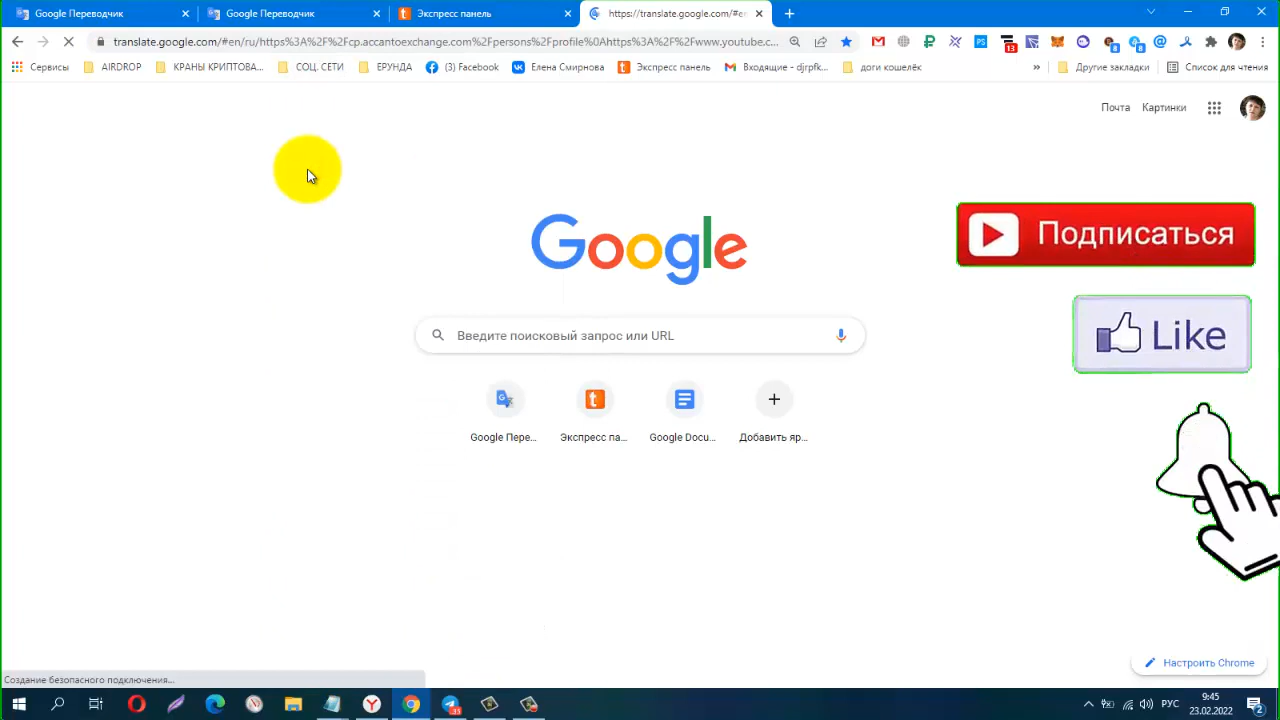 Google Переводчик
Google Переводчик
Экспресс панель
https://translate.google.com/#en
translate.google.com/#en/ru/https%3A%2F%2Fcp.accantoexchange.com%2Fpersons%2Fprofile%0Ahttps%3A%2F%2Fwww.youtube.c...
13
8
8
Сервисы
AIRDROP
КРАНЫ КРИПТОВА...
СОЦ. СЕТИ
ЕРУНДА
(3) Facebook
Елена Смирнова
Экспресс панель
Входящие - djrpfk...
доги кошелёк
»
Другие закладки
Список для чтения
Почта
Картинки
Google
Подписаться
Введите поисковый запрос или URL
Like
Google Пере...
Экспресс па...
Google Docu...
Добавить яр...
Настроить Chrome
Создание безопасного подключения...
РУС
9:45
23.02.2022
2